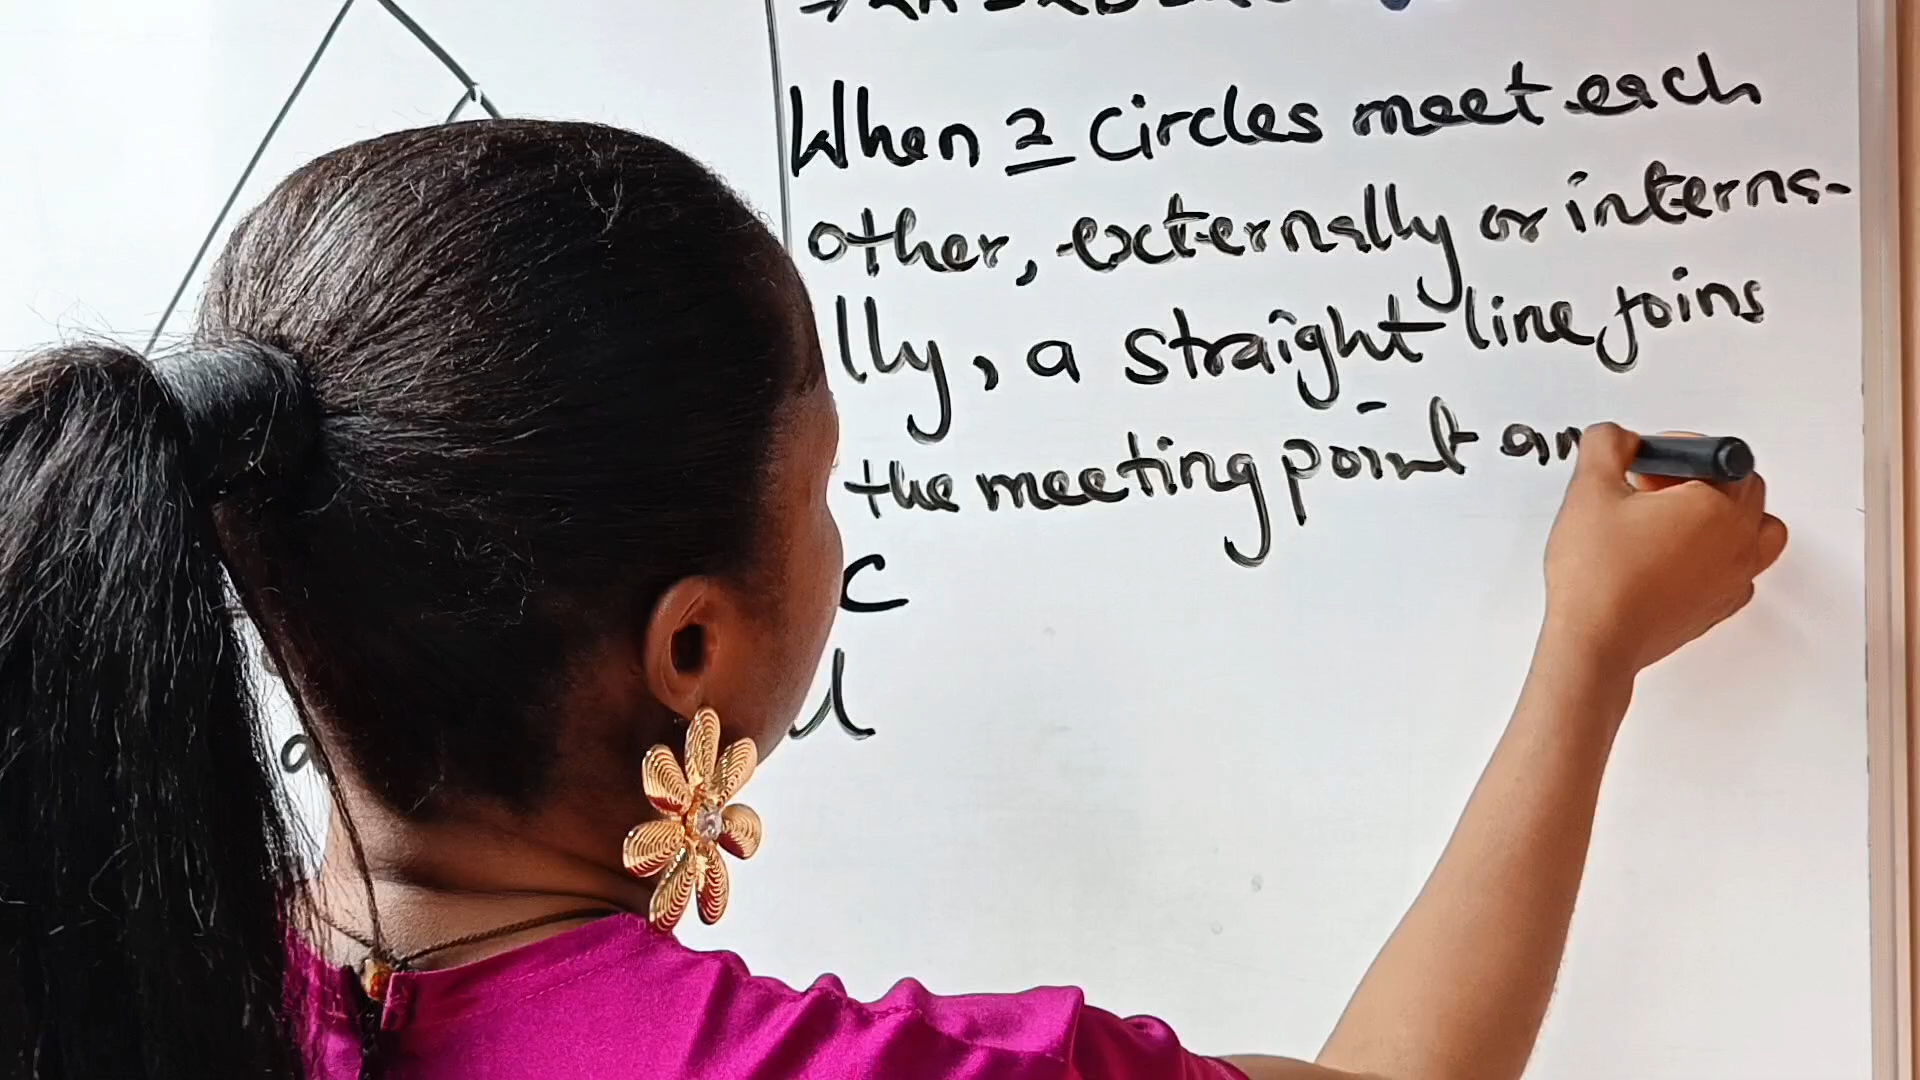 When 2 circles meet each
other, externally or interna-
lly, a straight line joins
the meeting point an
C